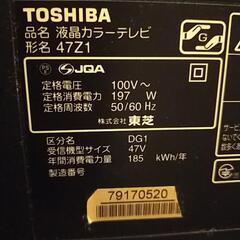 TOSHIBA
品名 液晶カラーテレビ
形名 47Z1
G
PS E
JQA
定格電圧： 100V～
定格消費電力： 197 W
定格周波数： 50/60 Hz
株式会社 東芝
区分名： DG1
受信機型サイズ： 47V
年間消費電力量： 185 kWh/年
製造番号：
79170520